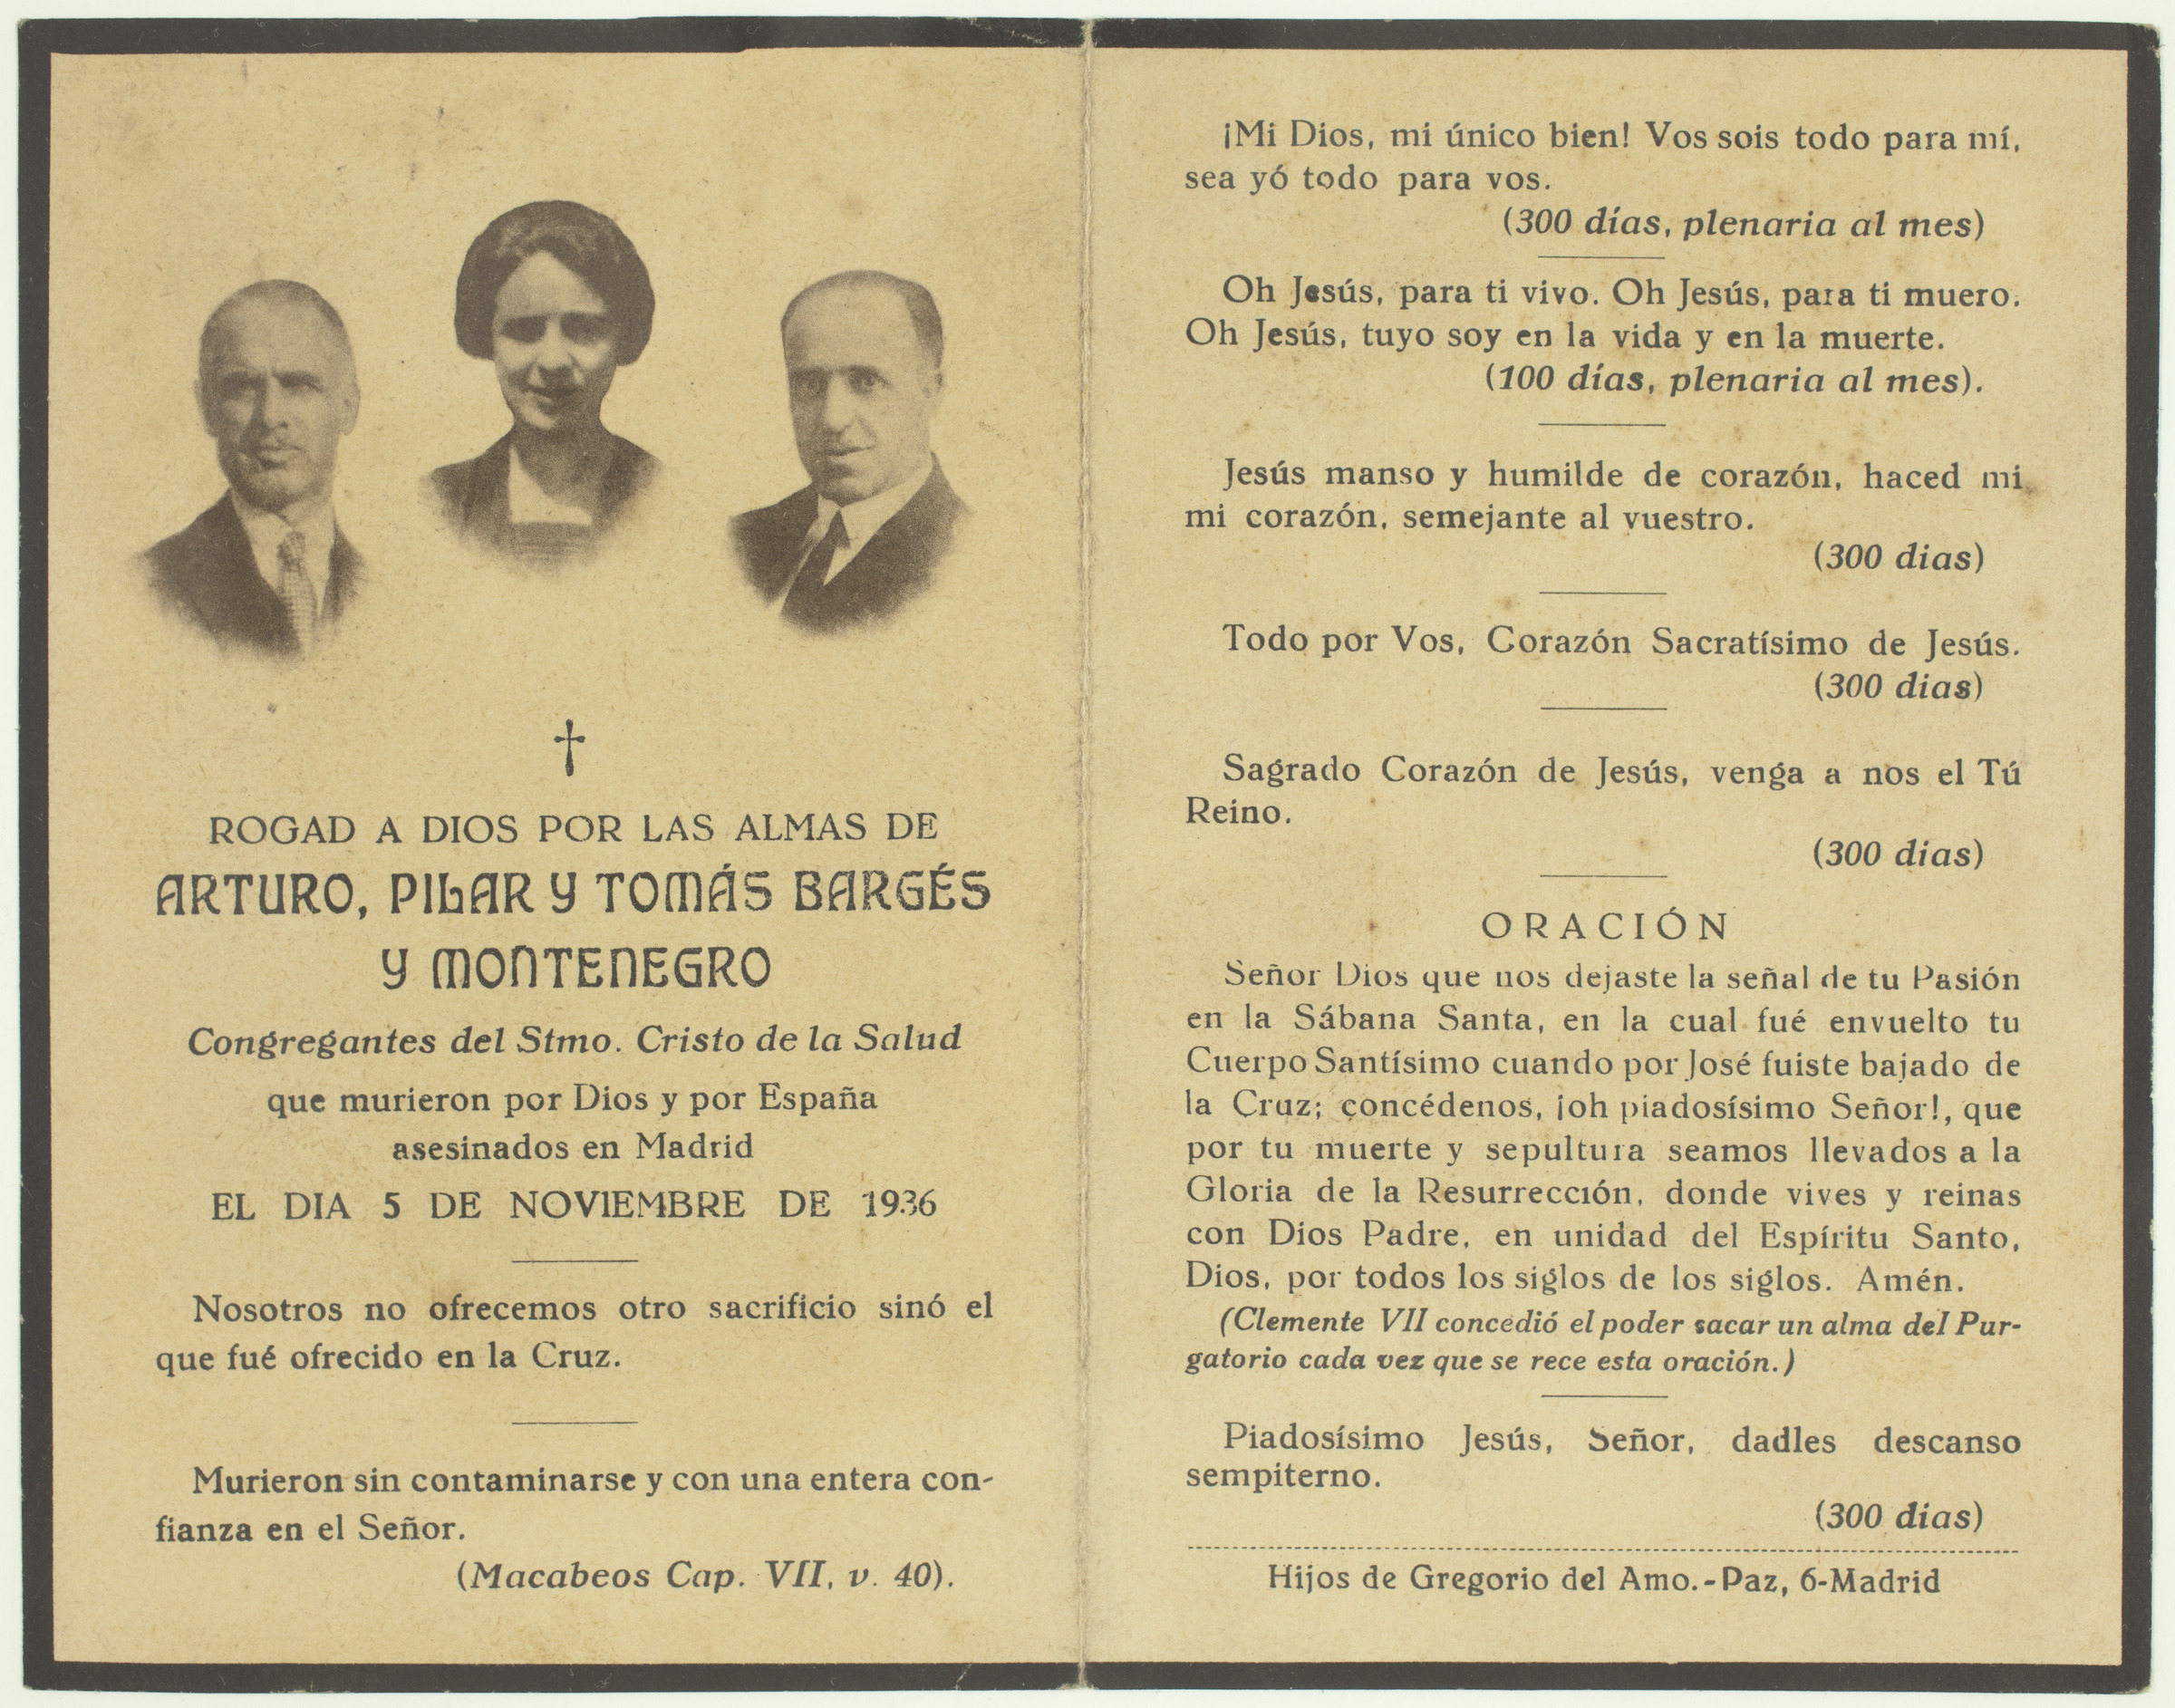 ROGAD A DIOS POR LAS ALMAS DE
ARTURO, PILAR Y TOMÁS BARGÉS
Y MONTENEGRO
Congregantes del Stmo. Cristo de la Salud
que murieron por Dios y por España
asesinados en Madrid
EL DIA 5 DE NOVIEMBRE DE 1936
Nosotros no ofrecemos otro sacrificio sinó el
que fué ofrecido en la Cruz.
Murieron sin contaminarse y con una entera con-
fianza en el Señor.
(Macabeos Cap. VII, v. 40).
¡Mi Dios, mi único bien! Vos sois todo para mí,
sea yó todo para vos.
(300 días, plenaria al mes)
Oh Jesús, para ti vivo. Oh Jesús, para ti muero.
Oh Jesús, tuyo soy en la vida y en la muerte.
(100 días, plenaria al mes).
Jesús manso y humilde de corazón, haced mi
mi corazón, semejante al vuestro.
(300 dias)
Todo por Vos, Corazón Sacratísimo de Jesús.
(300 dias)
Sagrado Corazón de Jesús, venga a nos el Tú
Reino.
(300 dias)
ORACIÓN
Señor Dios que nos dejaste la señal de tu Pasión
en la Sábana Santa, en la cual fué envuelto tu
Cuerpo Santísimo cuando por José fuiste bajado de
la Cruz; concédenos, ¡oh piadosísimo Señor!, que
por tu muerte y sepultura seamos llevados a la
Gloria de la Resurrección, donde vives y reinas
con Dios Padre, en unidad del Espíritu Santo,
Dios, por todos los siglos de los siglos. Amén.
(Clemente VII concedió el poder sacar un alma del Pur-
gatorio cada vez que se rece esta oración.)
Piadosísimo Jesús, Señor, dadles descanso
sempiterno.
(300 dias)
Hijos de Gregorio del Amo.-Paz, 6-Madrid